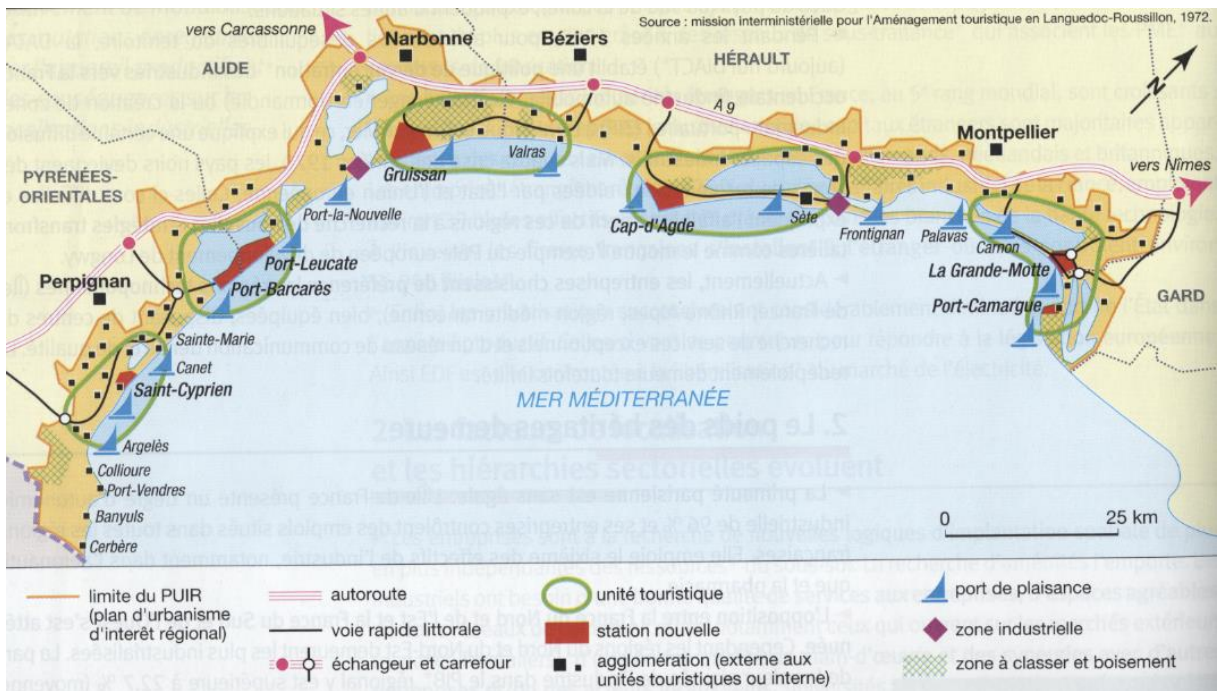 Source : mission interministérielle pour l'Aménagement touristique en Languedoc-Roussillon, 1972.
vers Carcassonne
Narbonne
Béziers
HÉRAULT
AUDE
N
A 9
Montpellier
vers Nîmes
Valras
Gruissan
PYRÉNÉES-
ORIENTALES
Port-la-Nouvelle
Cap-d'Agde
Sète
Frontignan
Palavas
Carnon
La Grande-Motte
Port-Leucate
Port-Barcarès
Perpignan
Port-Camargue
GARD
Sainte-Marie
Canet
Saint-Cyprien
MER MÉDITERRANÉE
Argelès
Collioure
Port-Vendres
Banyuls
Cerbère
0 25 km
limite du PUIR
(plan d'urbanisme
d'intérêt régional)
autoroute
voie rapide littorale
échangeur et carrefour
unité touristique
station nouvelle
agglomération (externe aux
unités touristiques ou interne)
port de plaisance
zone industrielle
zone à classer et boisement